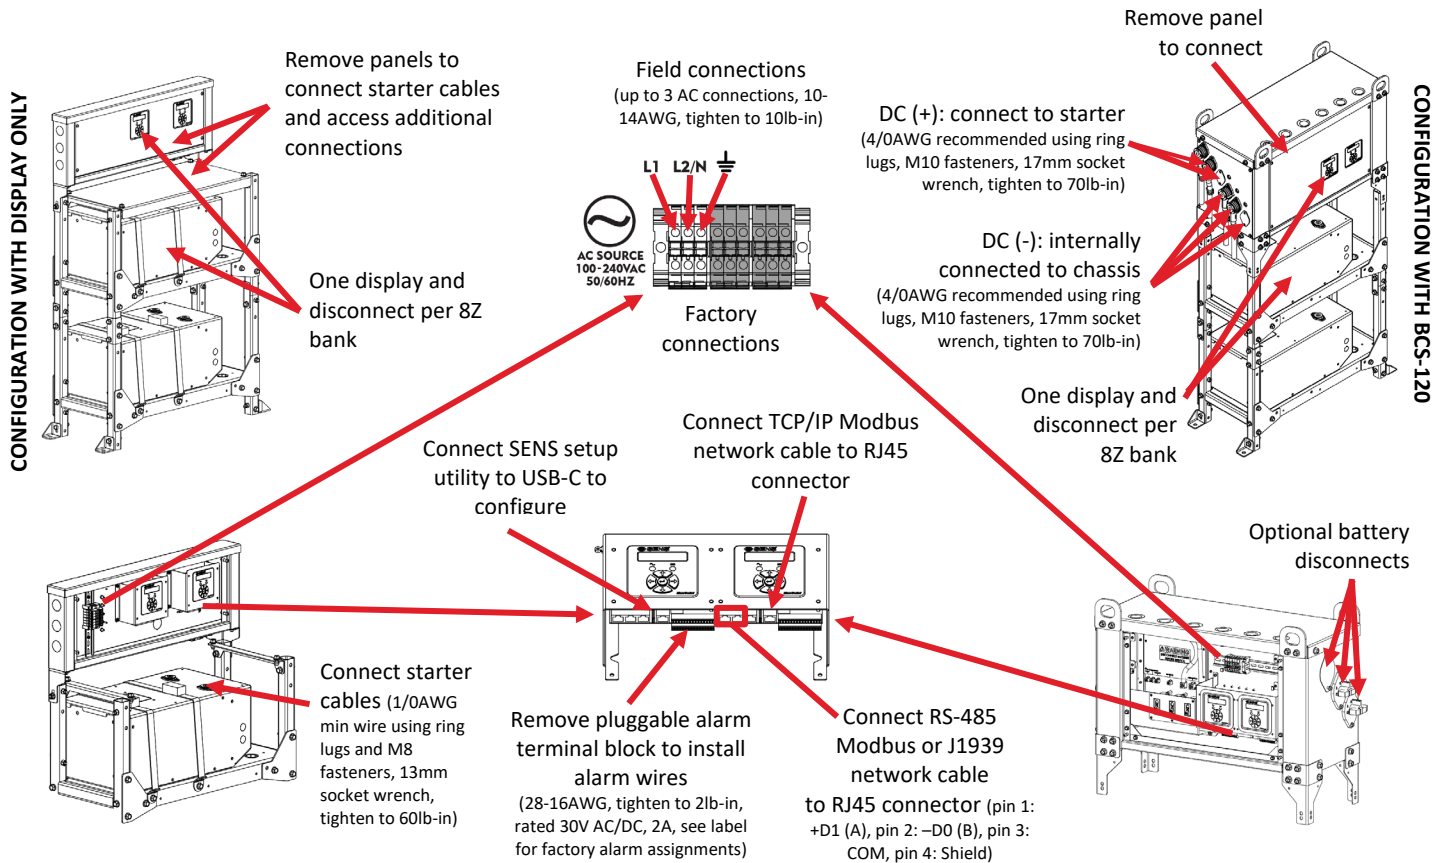 CONFIGURATION WITH DISPLAY ONLY
Remove panels to
connect starter cables
and access additional
connections
One display and
disconnect per 8Z
bank
Field connections
(up to 3 AC connections, 10-
14AWG, tighten to 10lb-in)
L1 L2/N
AC SOURCE
100-240VAC
50/60HZ
Factory
connections
Remove panel
to connect
DC (+): connect to starter
(4/0AWG recommended using ring
lugs, M10 fasteners, 17mm socket
wrench, tighten to 70lb-in)
DC (-): internally
connected to chassis
(4/0AWG recommended using ring
lugs, M10 fasteners, 17mm socket
wrench, tighten to 70lb-in)
One display and
disconnect per
8Z bank
CONFIGURATION WITH BCS-120
Connect SENS setup
utility to USB-C to
configure
Connect TCP/IP Modbus
network cable to RJ45
connector
Optional battery
disconnects
SENS
SENS
WARNING
Connect starter
cables (1/0AWG
min wire using ring
lugs and M8
fasteners, 13mm
socket wrench,
tighten to 60lb-in)
Remove pluggable alarm
terminal block to install
alarm wires
(28-16AWG, tighten to 2lb-in,
rated 30V AC/DC, 2A, see label
for factory alarm assignments)
Connect RS-485
Modbus or J1939
network cable
to RJ45 connector (pin 1:
+D1 (A), pin 2: –D0 (B), pin 3:
COM, pin 4: Shield)